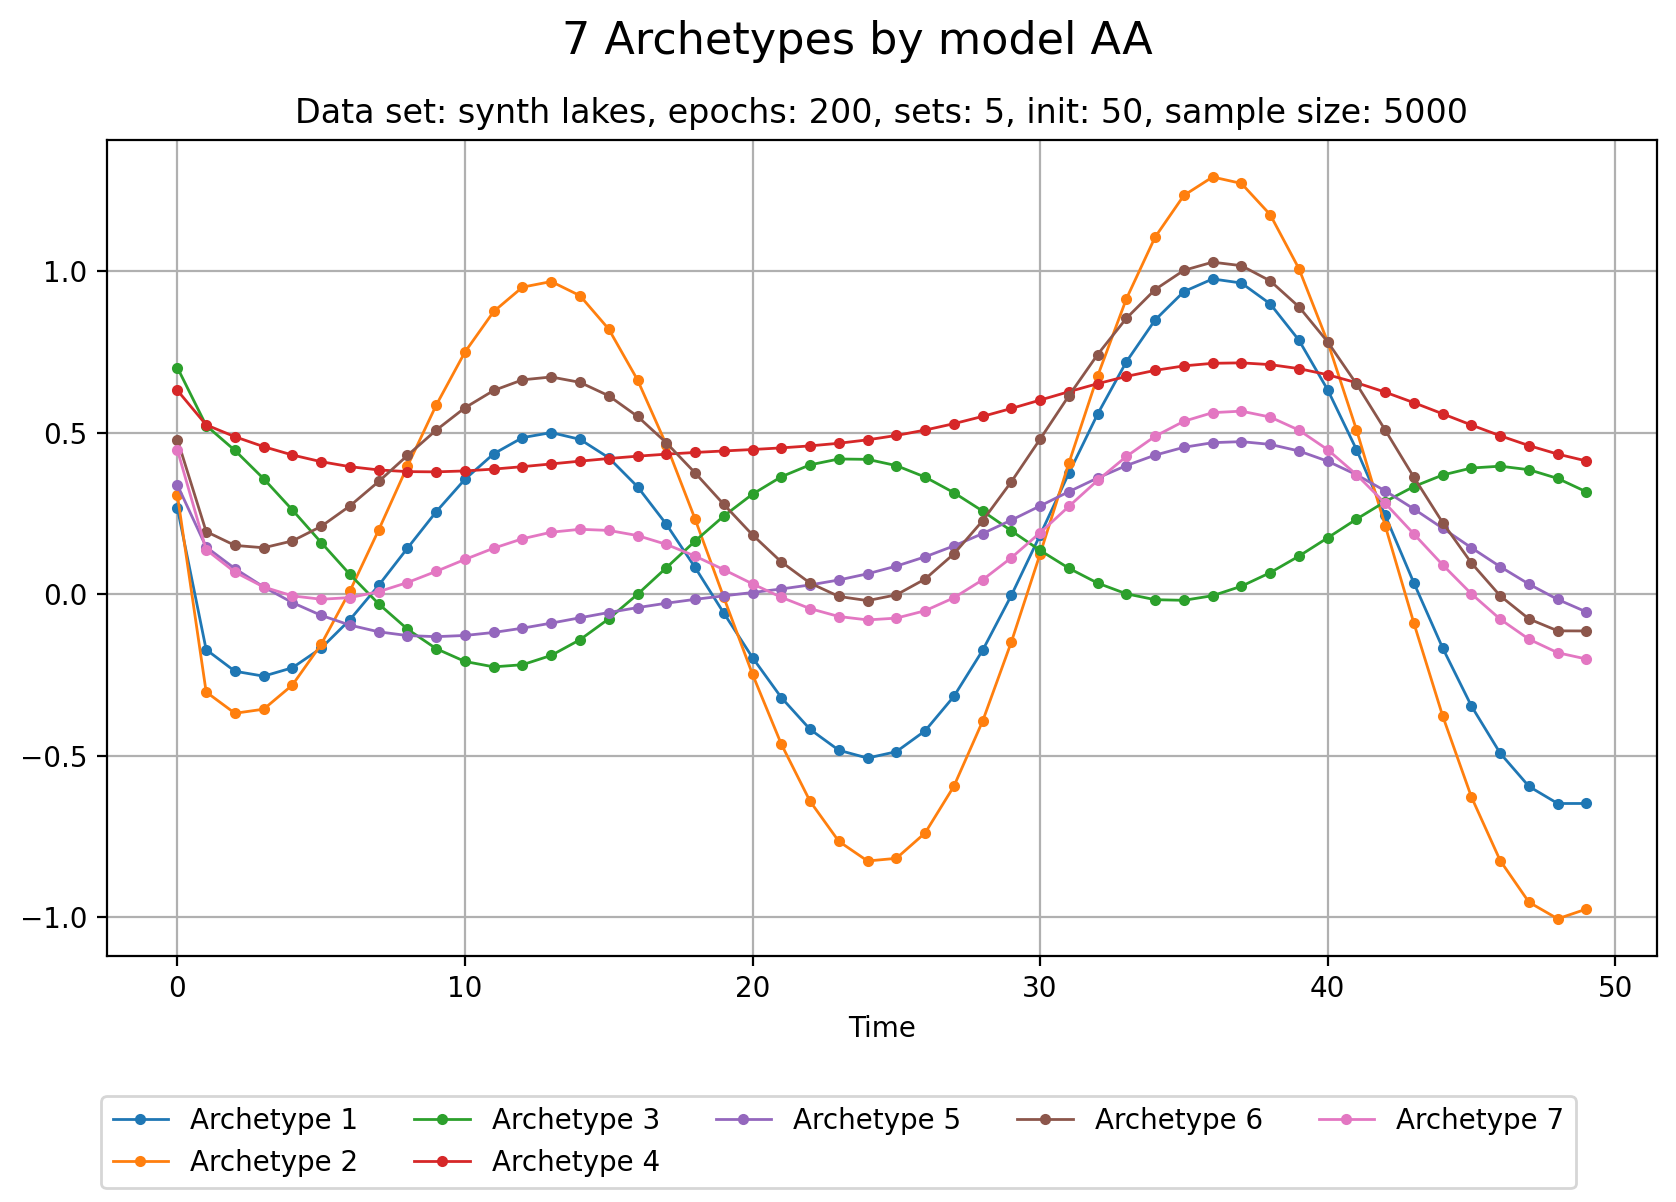 7 Archetypes by model AA
Data set: synth lakes, epochs: 200, sets: 5, init: 50, sample size: 5000
1.0
0.5
0.0
−0.5
−1.0
0 10 20 30 40 50
Time
Archetype 1 Archetype 3 Archetype 5 Archetype 6 Archetype 7
Archetype 2 Archetype 4